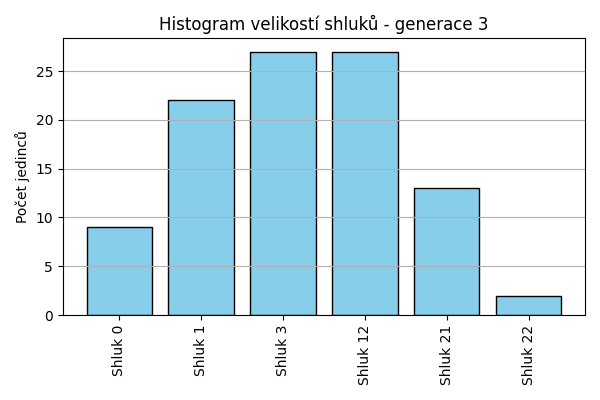 Histogram velikostí shluků - generace 3
Počet jedinců
25
20
15
10
5
0
Shluk 0
Shluk 1
Shluk 3
Shluk 12
Shluk 21
Shluk 22